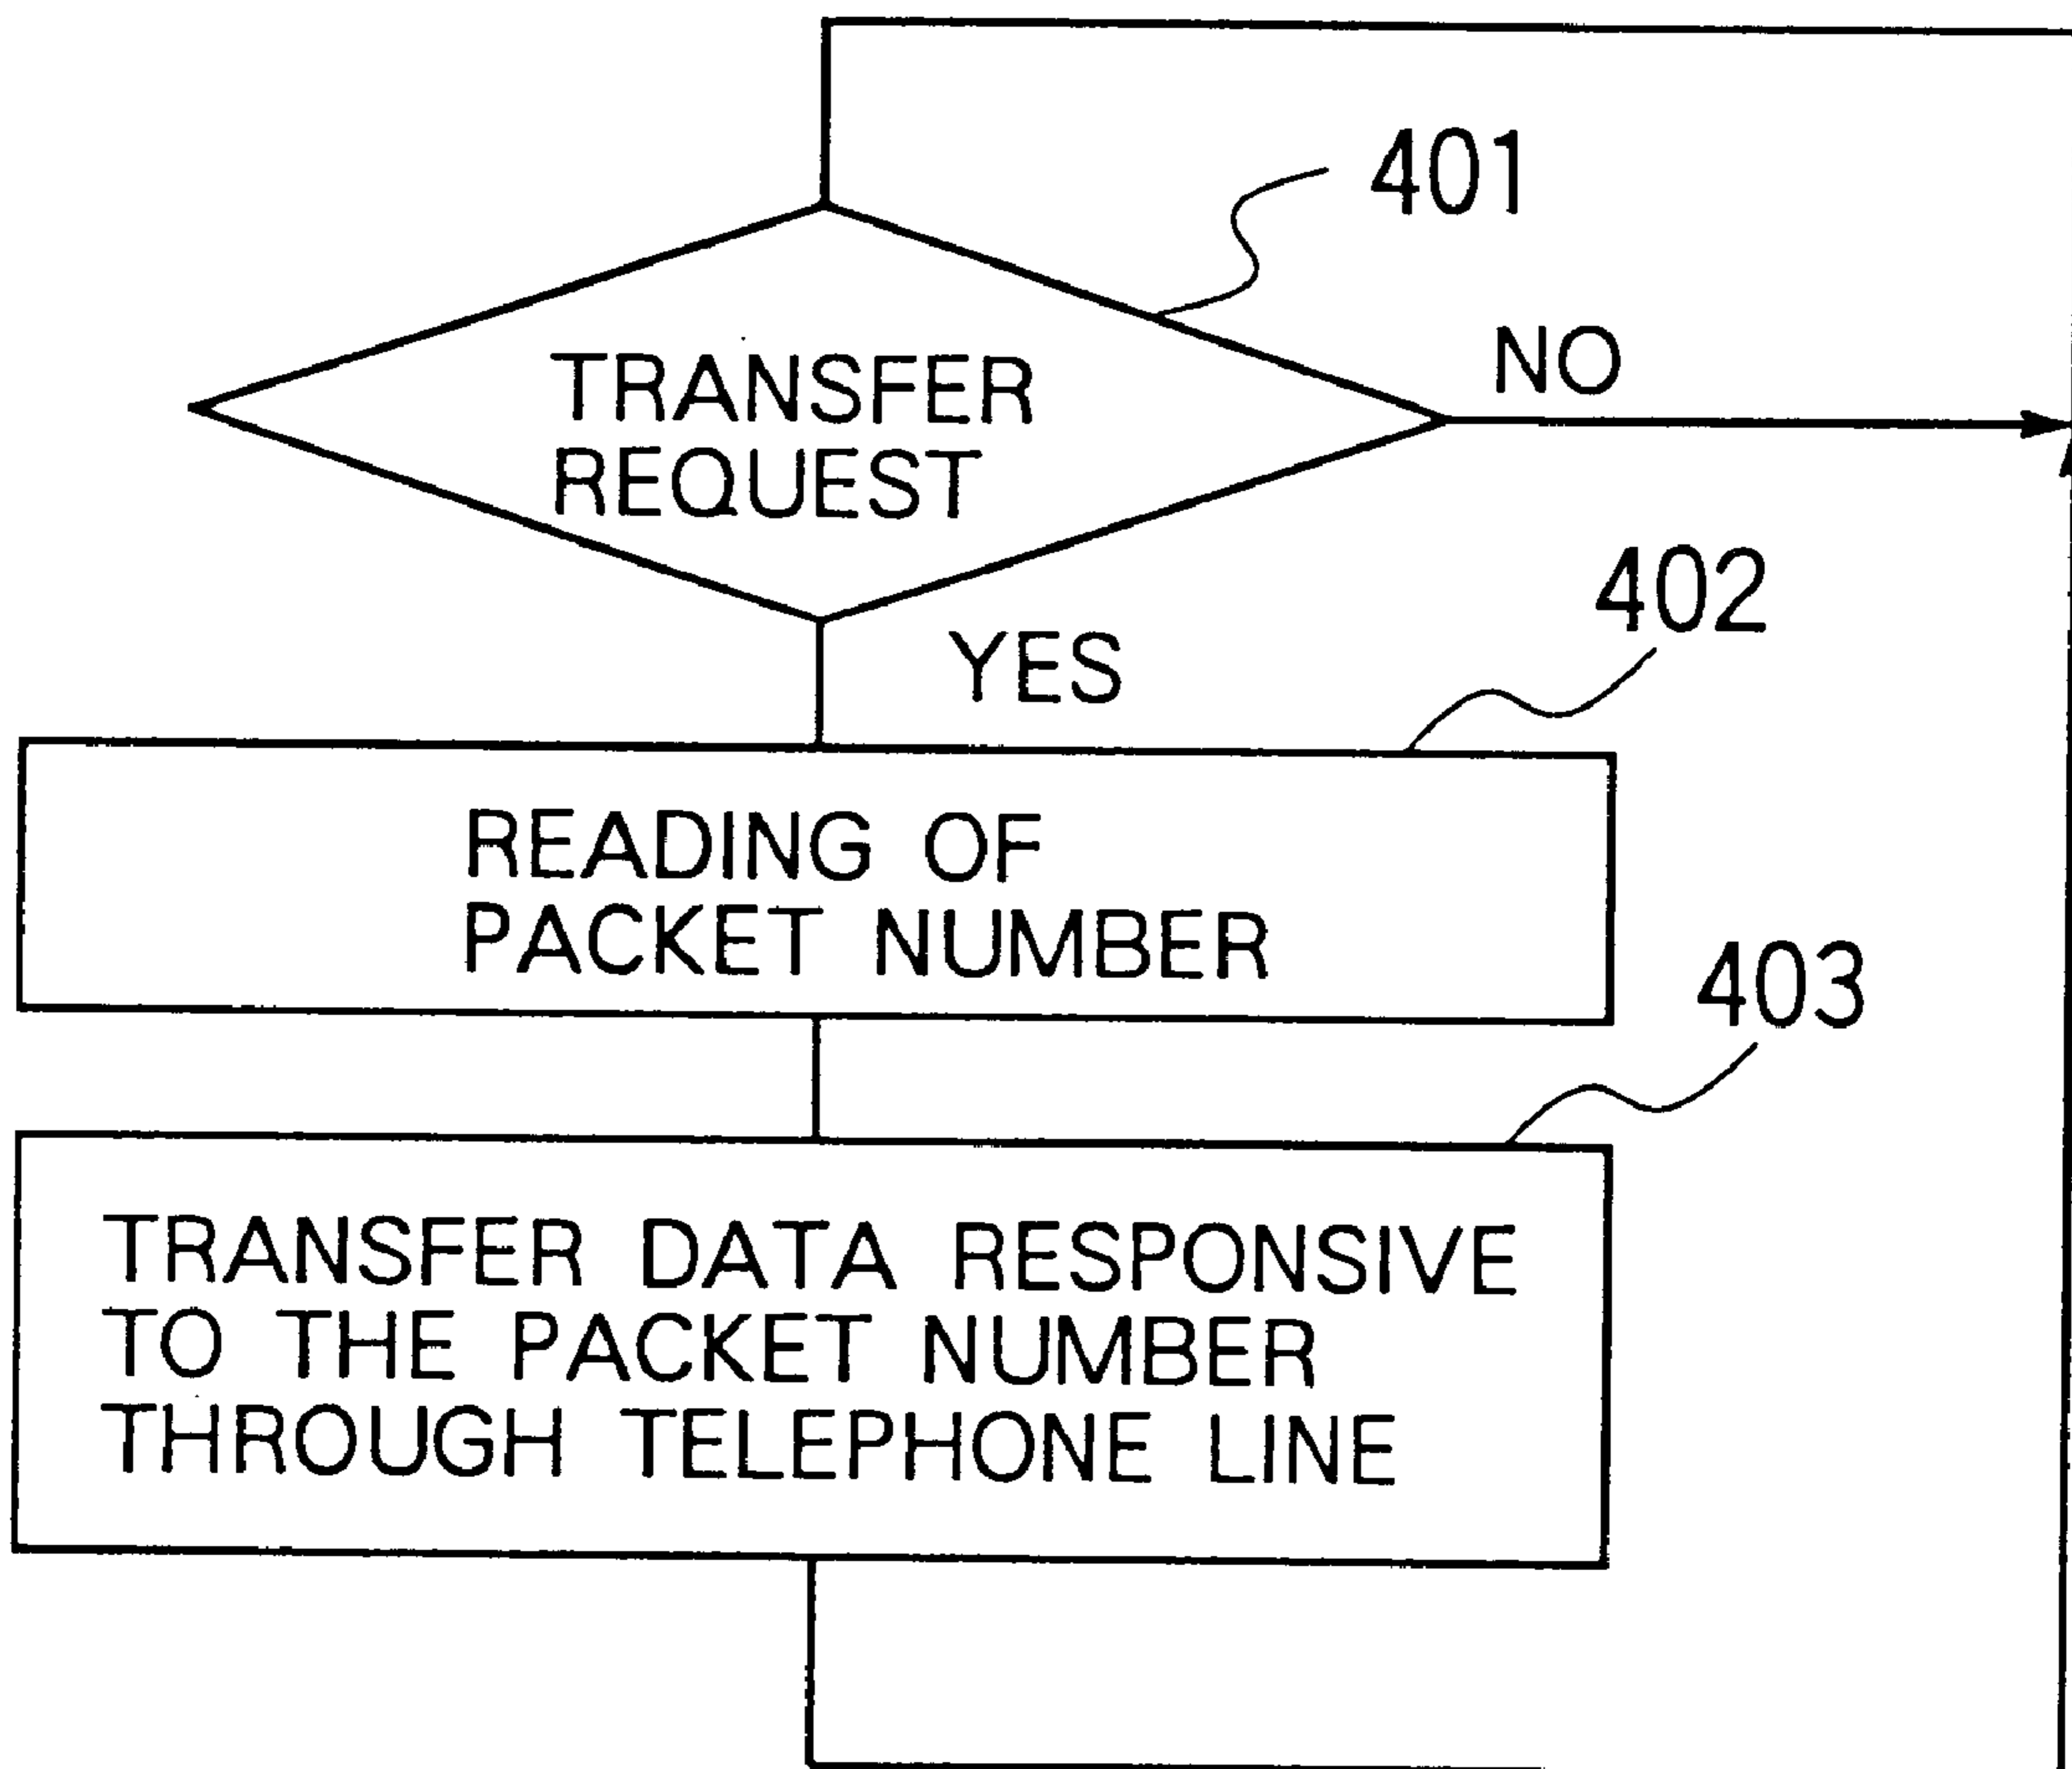 401
TRANSFER
REQUEST
NO
YES
402
READING OF
PACKET NUMBER
403
TRANSFER DATA RESPONSIVE
TO THE PACKET NUMBER
THROUGH TELEPHONE LINE